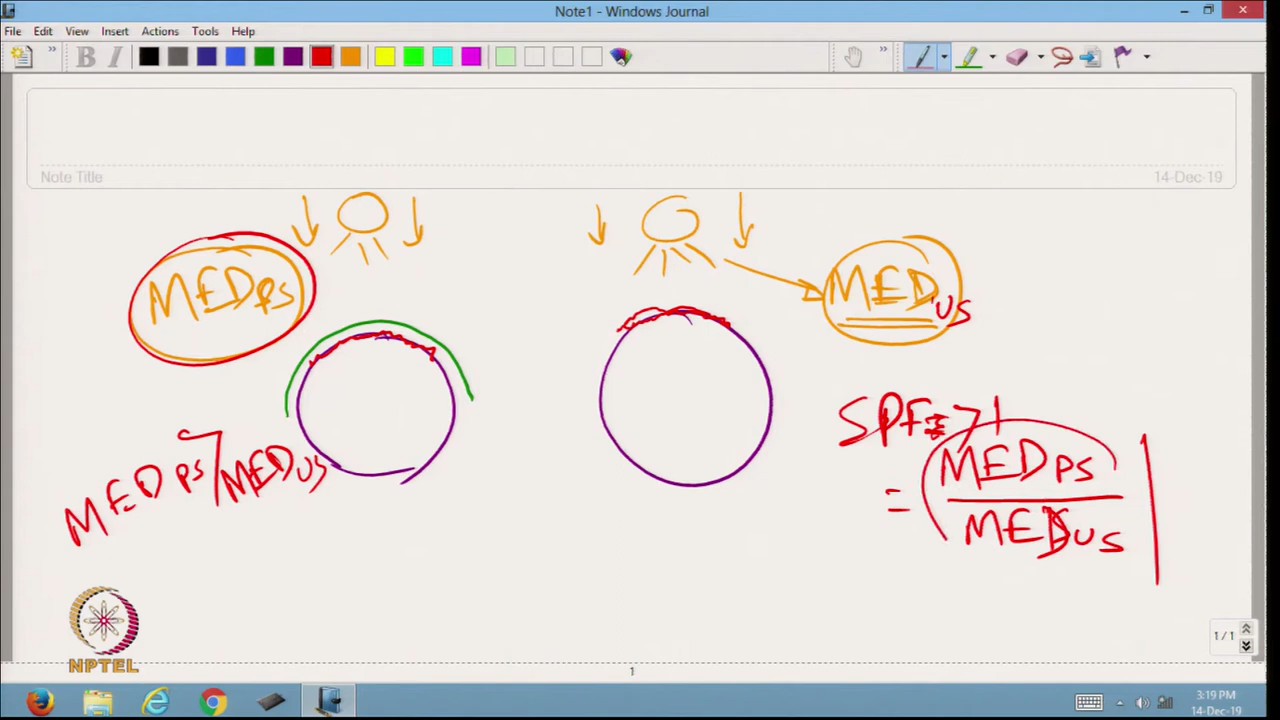 Note1 - Windows Journal
File Edit View Insert Actions Tools Help
B I
Note Title
14-Dec-19
MEDps
MEDus
SPF > 1
MEDps / MEDus
= MEDps
MEDus
NPTEL
1 / 1
1
3:19 PM
14-Dec-19